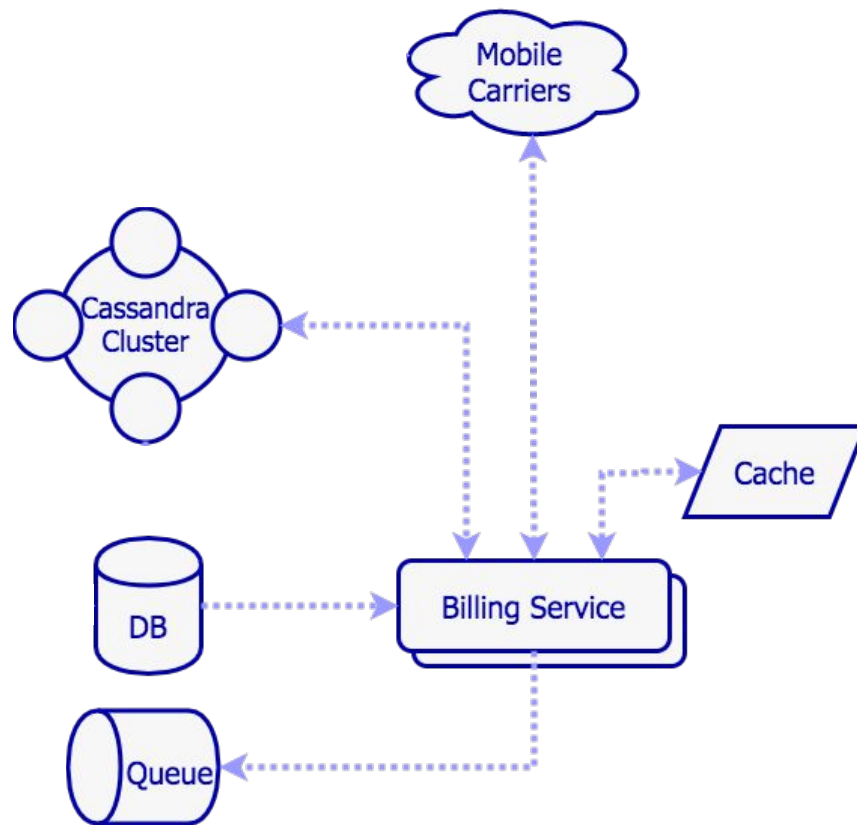 Mobile
Carriers
Cassandra
Cluster
Cache
Billing Service
DB
Queue